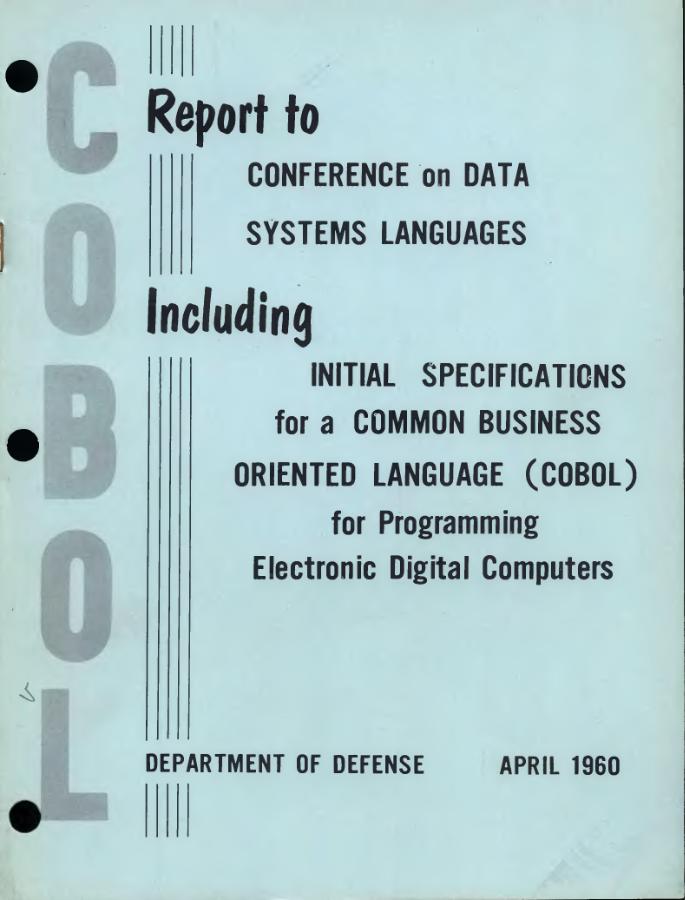 COBOL
Report to
CONFERENCE on DATA
SYSTEMS LANGUAGES
Including
INITIAL SPECIFICATIONS
for a COMMON BUSINESS
ORIENTED LANGUAGE (COBOL)
for Programming
Electronic Digital Computers
DEPARTMENT OF DEFENSE APRIL 1960